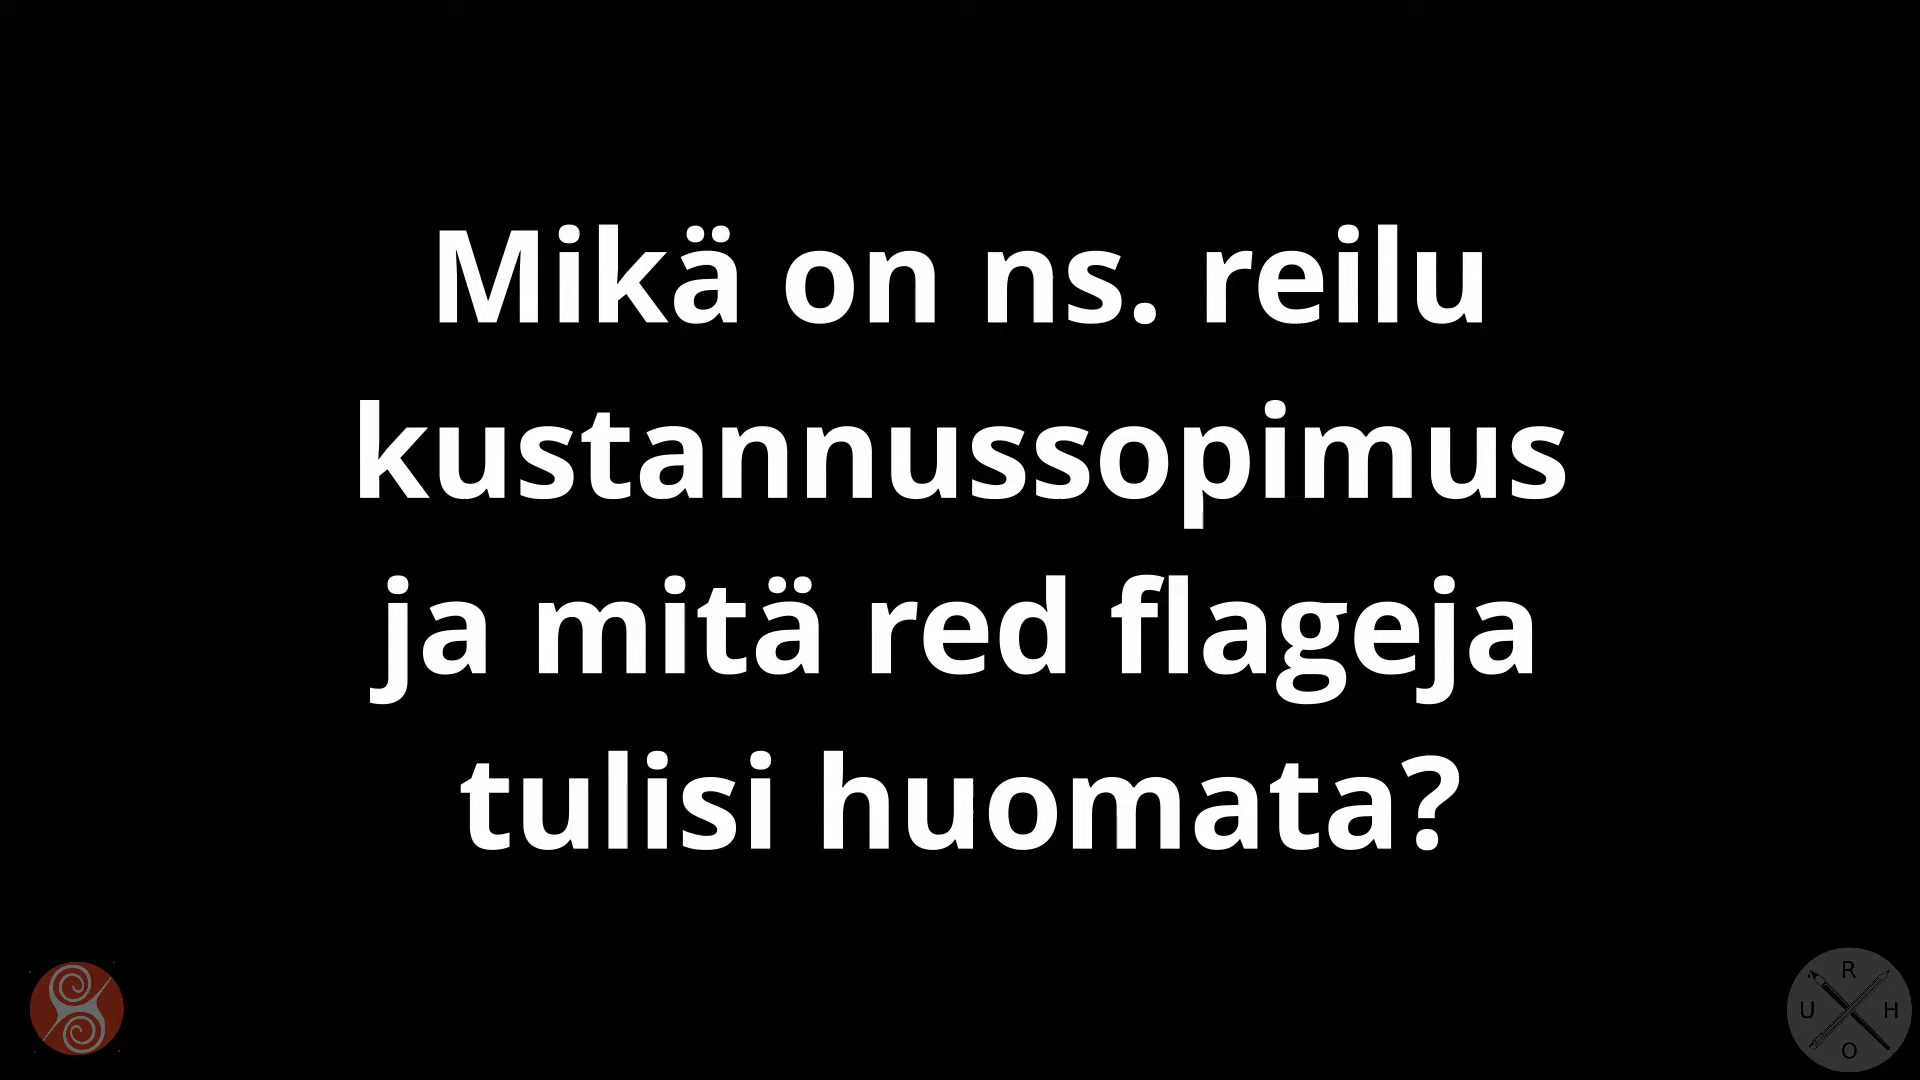 Mikä on ns. reilu
kustannussopimus
ja mitä red flageja
tulisi huomata?
R
U H
O